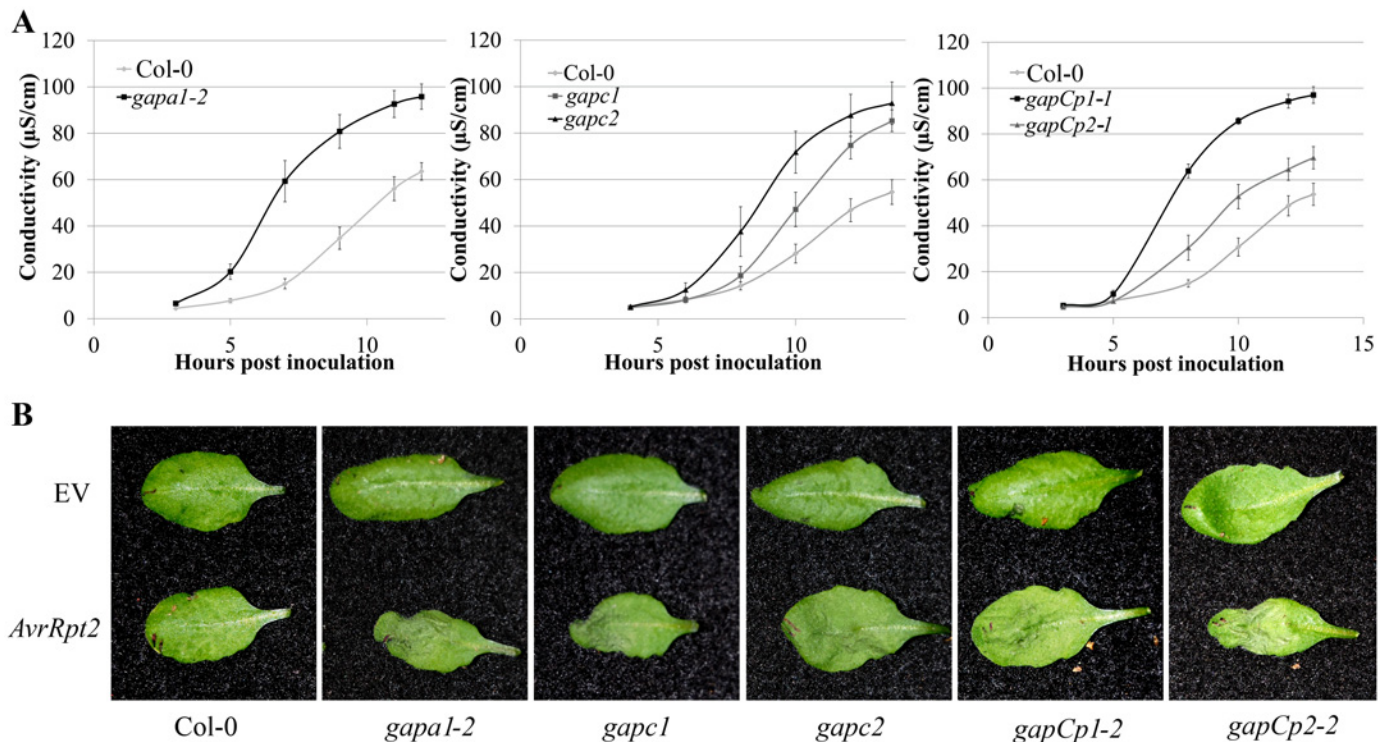 A
Conductivity (µS/cm)
120
100
80
60
40
20
0
Col-0
gapa1-2
0
5
10
Hours post inoculation
Conductivity (µS/cm)
120
100
80
60
40
20
0
Col-0
gapc1
gapc2
0
5
10
Hours post inoculation
Conductivity (µS/cm)
120
100
80
60
40
20
0
Col-0
gapCp1-1
gapCp2-1
0
5
10
15
Hours post inoculation
B
EV
AvrRpt2
Col-0
gapa1-2
gapc1
gapc2
gapCp1-2
gapCp2-2